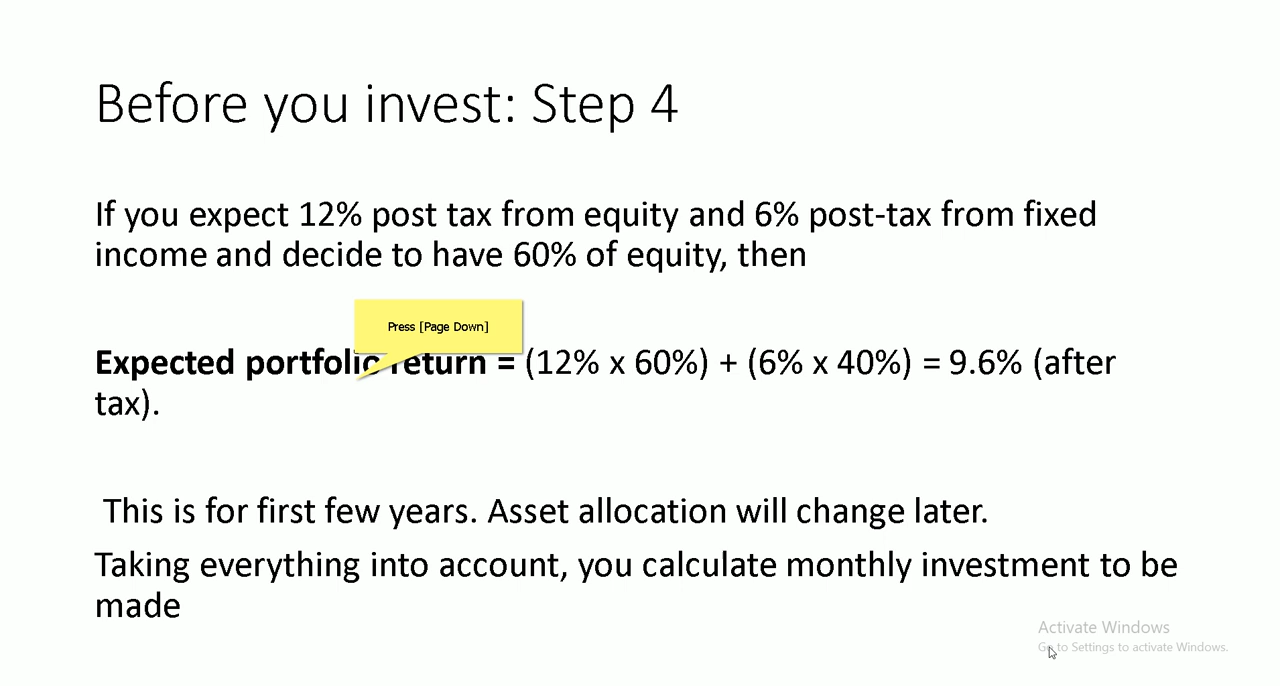 Before you invest: Step 4
If you expect 12% post tax from equity and 6% post-tax from fixed
income and decide to have 60% of equity, then
Press [Page Down]
Expected portfolio return = (12% x 60%) + (6% x 40%) = 9.6% (after
tax).
This is for first few years. Asset allocation will change later.
Taking everything into account, you calculate monthly investment to be
made
Activate Windows
Go to Settings to activate Windows.